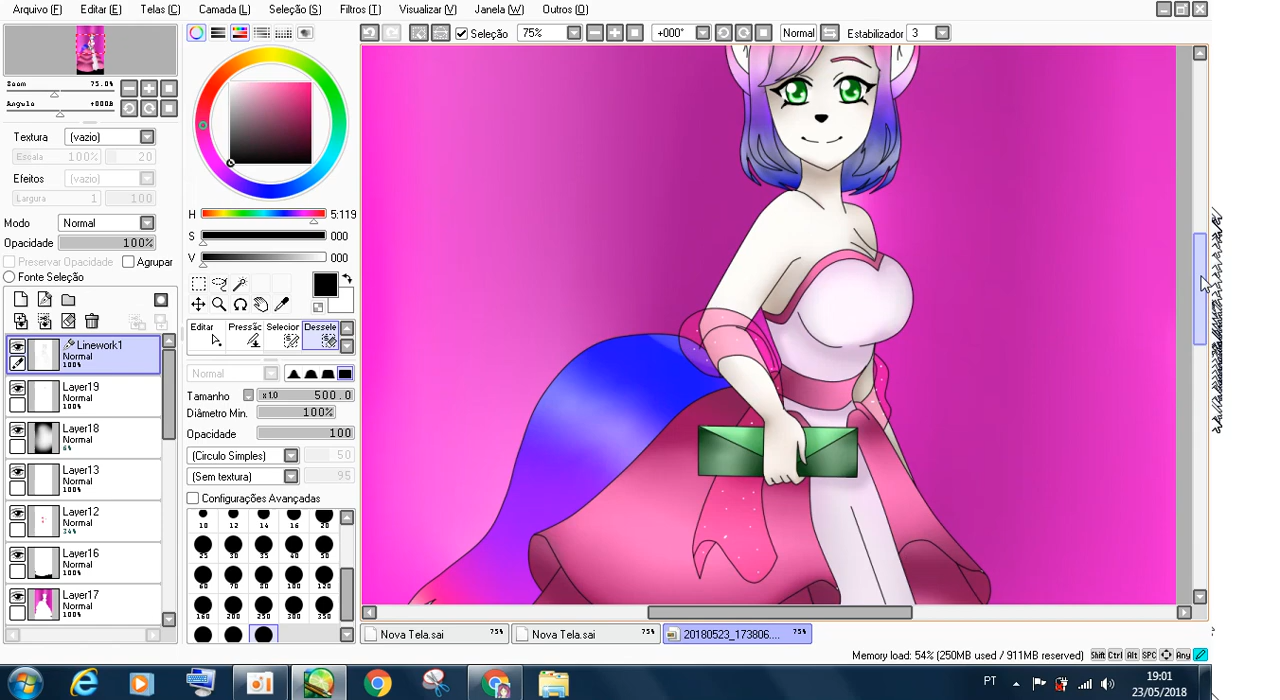 Arquivo (F) Editar (E) Telas (C) Camada (L) Seleção (S) Filtros (T) Visualizar (V) Janela (W) Outros (O)
Seleção 75% +000° Normal Estabilizador 3
Zoom 75.0%
Angulo +000B
Textura (vazio)
Escala 100% 20
Efeitos (vazio)
Largura 1 100
Modo Normal
Opacidade 100%
Preservar Opacidade Agrupar
Fonte Seleção
H 5:119
S 000
V 000
Editar Pressão Selecior Dessele
Linework1
Normal
100%
Layer19
Normal
100%
Layer18
Normal
6%
Layer13
Normal
100%
Layer12
Normal
34%
Layer16
Normal
100%
Layer17
Normal
100%
Normal
Tamanho x1.0 500.0
Diâmetro Min. 100%
Opacidade 100
(Circulo Simples) 50
(Sem textura) 95
Configurações Avançadas
10 12 14 16 20
25 30 35 40 50
60 70 80 100 120
160 200 250 300 350
Nova Tela.sai 75% Nova Tela.sai 75% 20180523_173806.... 75%
Memory load: 54% (250MB used / 911MB reserved) Shift Ctrl Alt SPC Any
PT 19:01
23/05/2018